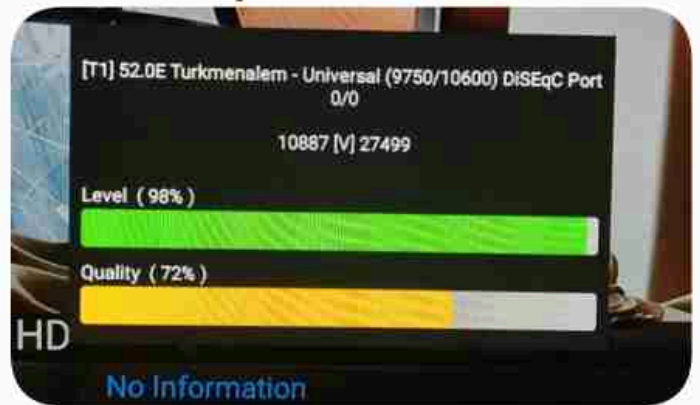 [T1] 52.0E Turkmenalem - Universal (9750/10600) DiSEqC Port
0/0
10887 [V] 27499
Level ( 98% )
Quality ( 72% )
HD
No Information